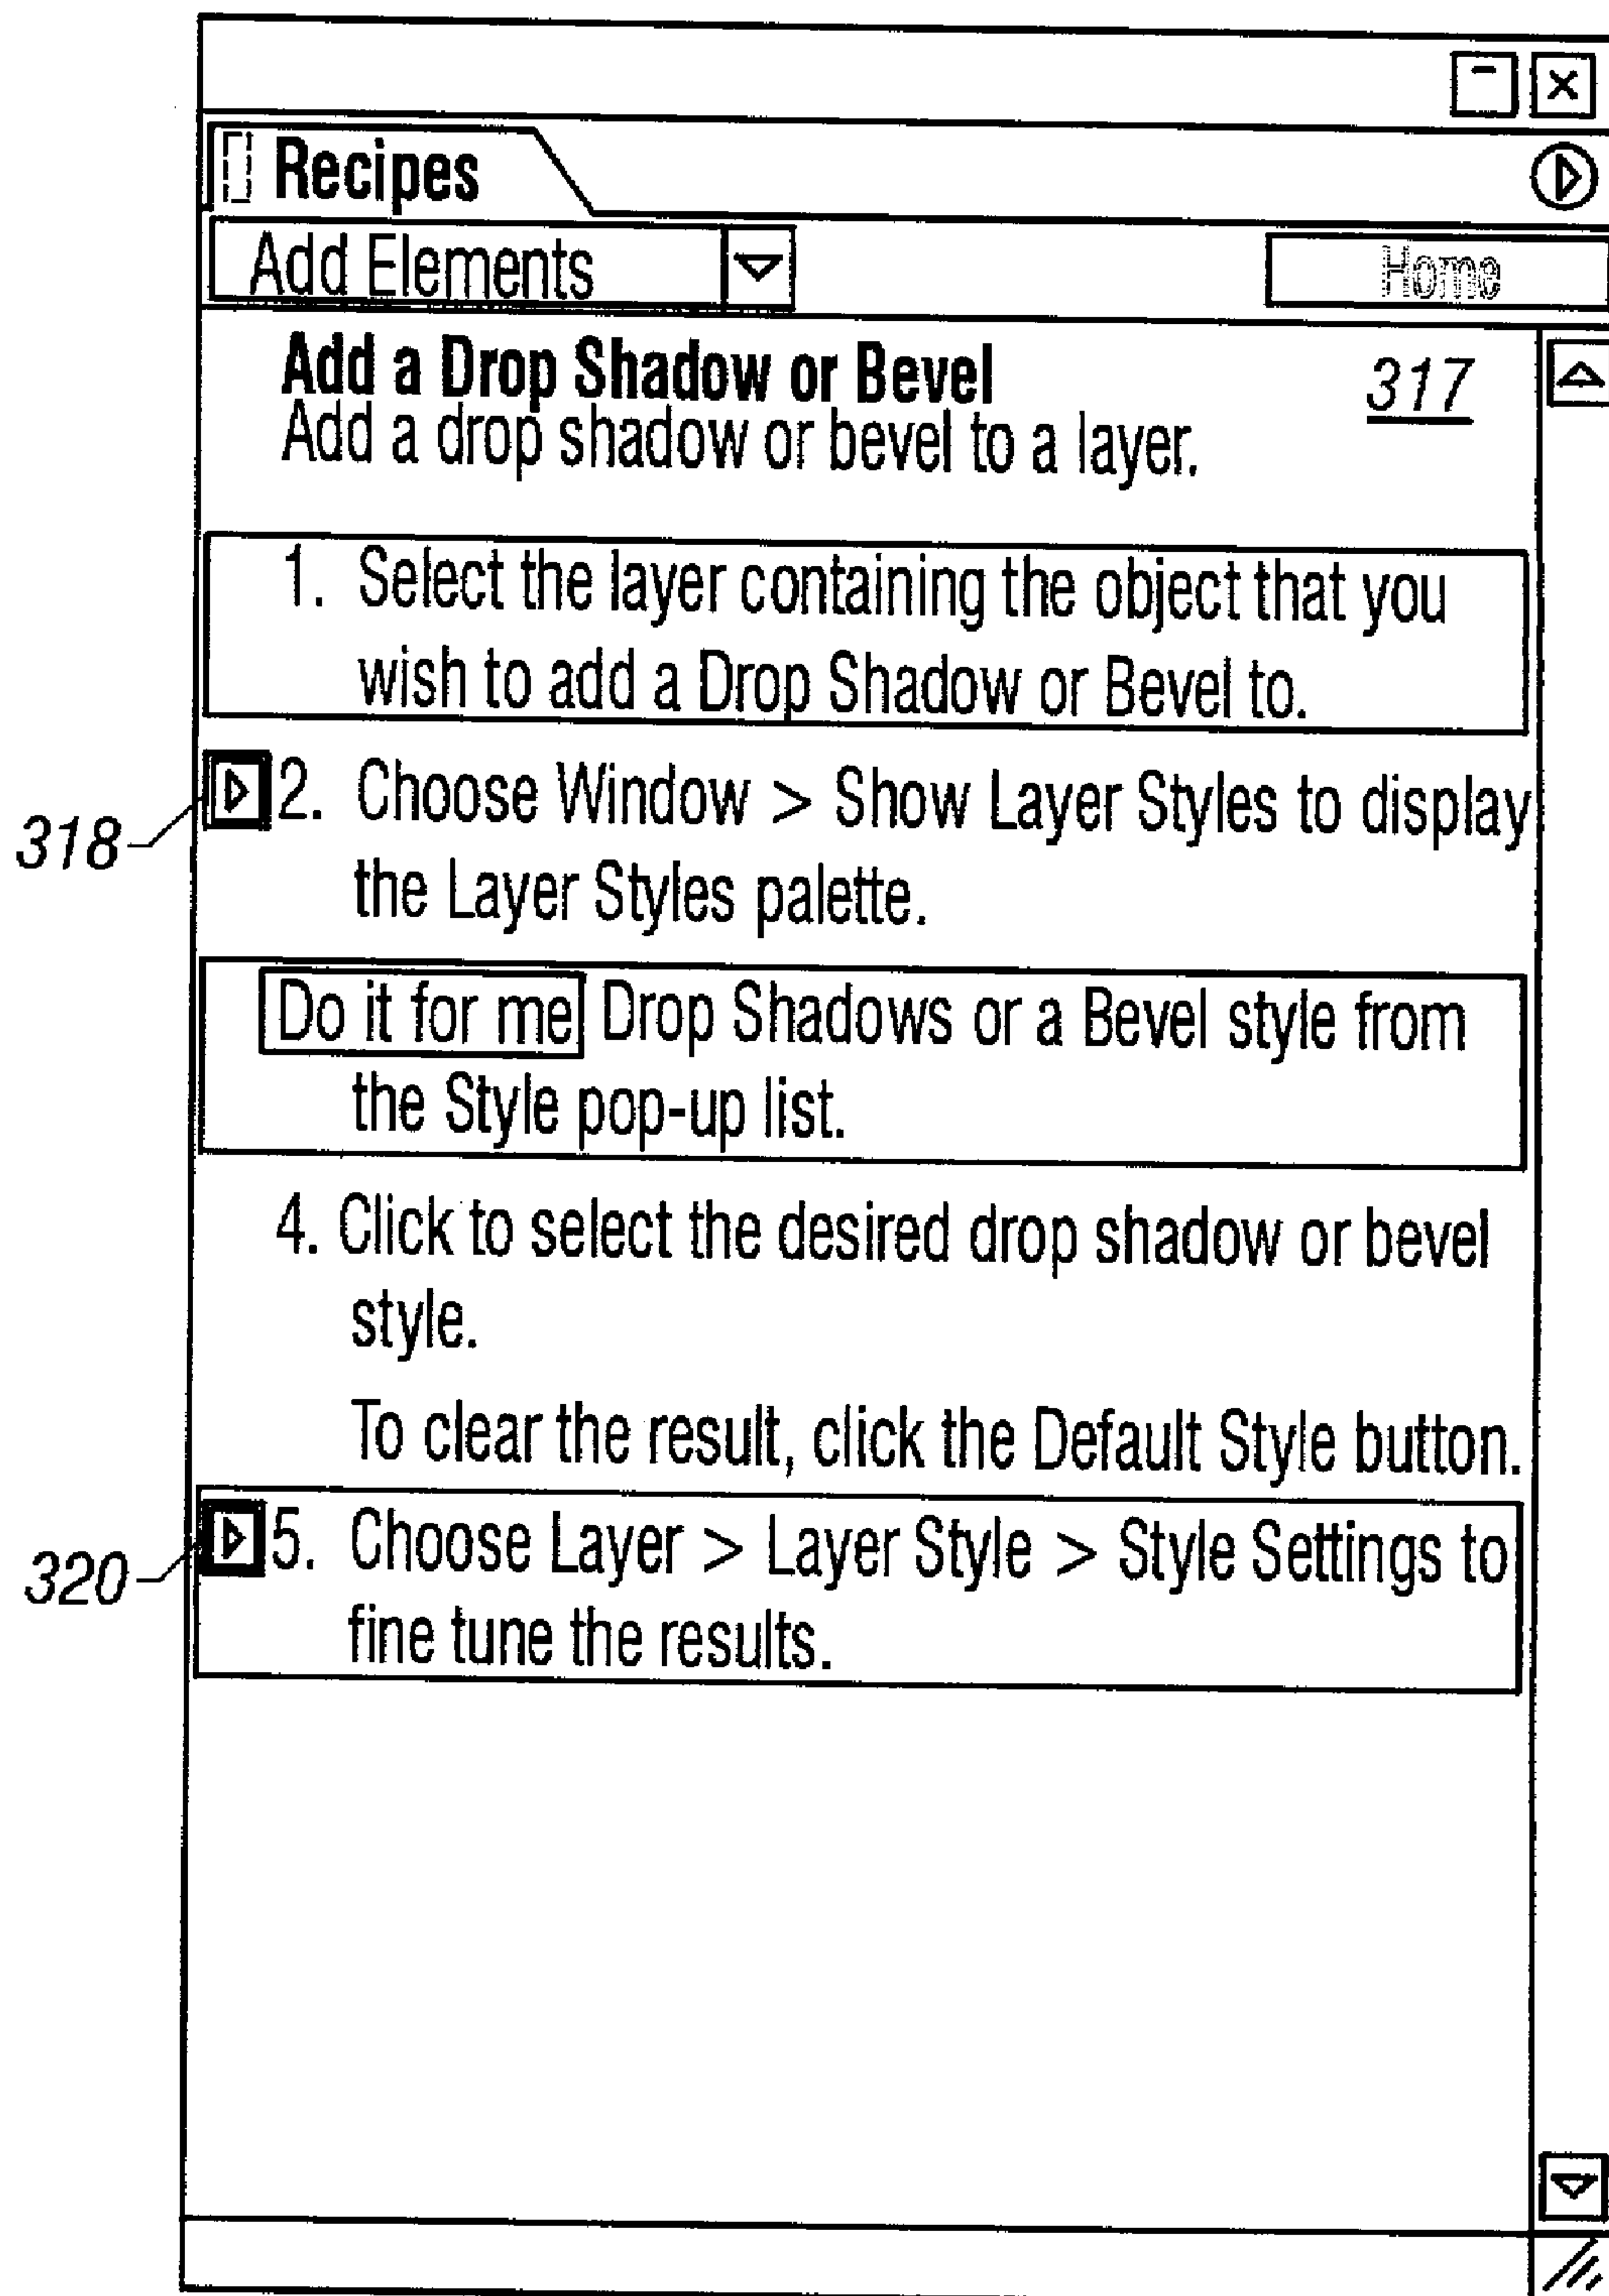 Recipes
Add Elements
Home
Add a Drop Shadow or Bevel
317
Add a drop shadow or bevel to a layer.
1. Select the layer containing the object that you
wish to add a Drop Shadow or Bevel to.
318
2. Choose Window > Show Layer Styles to display
the Layer Styles palette.
Do it for me Drop Shadows or a Bevel style from
the Style pop-up list.
4. Click to select the desired drop shadow or bevel
style.
To clear the result, click the Default Style button.
320
5. Choose Layer > Layer Style > Style Settings to
fine tune the results.